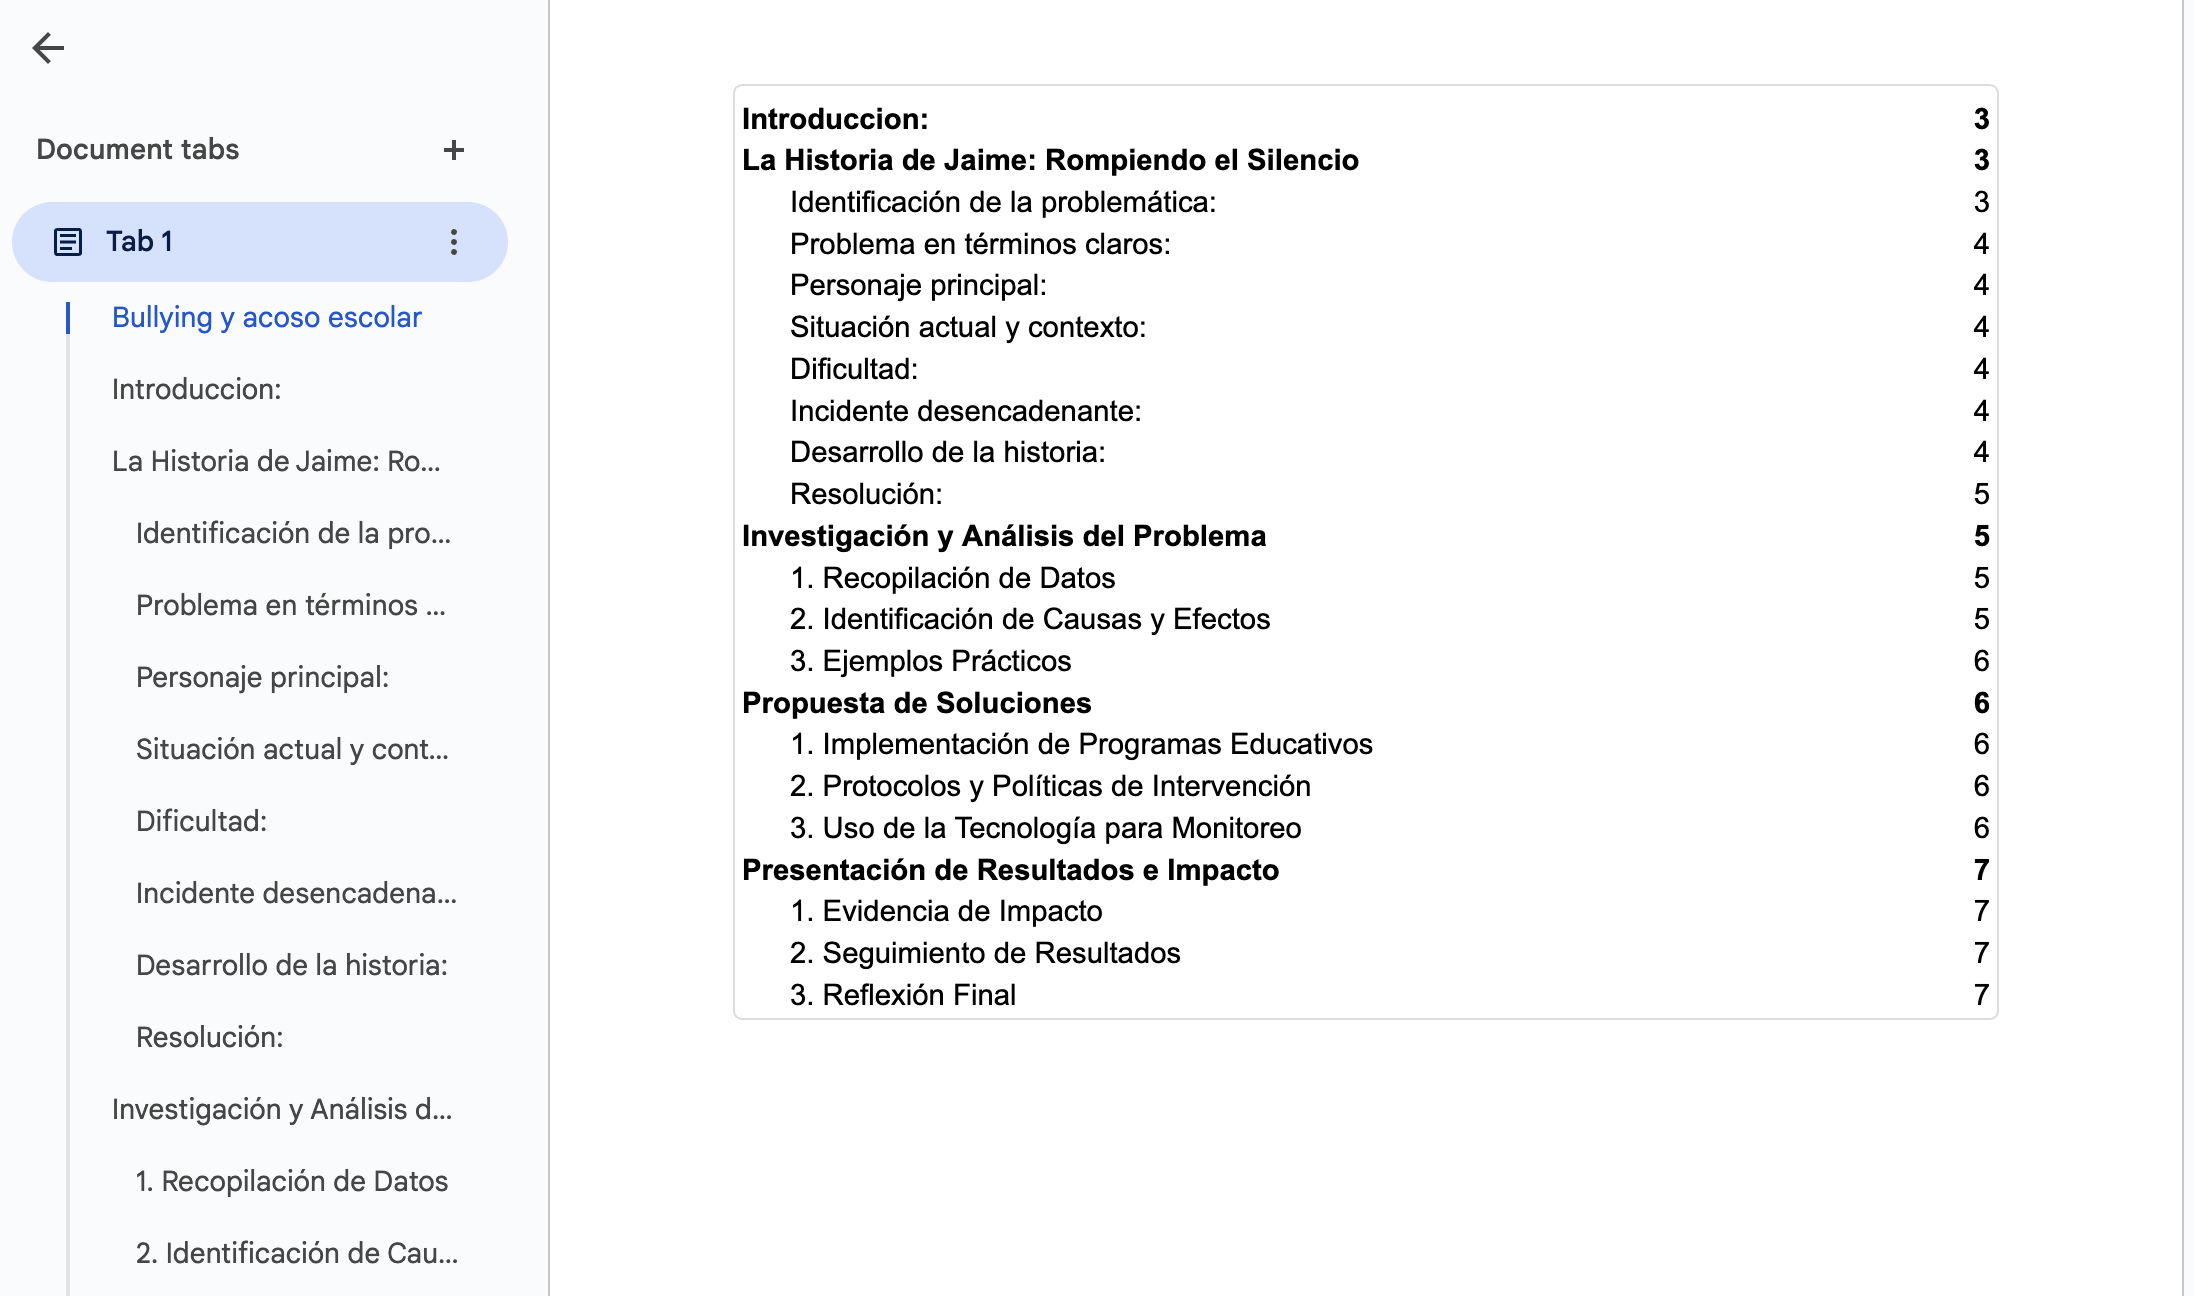 Document tabs
Tab 1
Bullying y acoso escolar
Introduccion:
La Historia de Jaime: Ro...
Identificación de la pro...
Problema en términos ...
Personaje principal:
Situación actual y cont...
Dificultad:
Incidente desencadena...
Desarrollo de la historia:
Resolución:
Investigación y Análisis d...
1. Recopilación de Datos
2. Identificación de Cau...
Introduccion: 3
La Historia de Jaime: Rompiendo el Silencio 3
Identificación de la problemática: 3
Problema en términos claros: 4
Personaje principal: 4
Situación actual y contexto: 4
Dificultad: 4
Incidente desencadenante: 4
Desarrollo de la historia: 4
Resolución: 5
Investigación y Análisis del Problema 5
1. Recopilación de Datos 5
2. Identificación de Causas y Efectos 5
3. Ejemplos Prácticos 6
Propuesta de Soluciones 6
1. Implementación de Programas Educativos 6
2. Protocolos y Políticas de Intervención 6
3. Uso de la Tecnología para Monitoreo 6
Presentación de Resultados e Impacto 7
1. Evidencia de Impacto 7
2. Seguimiento de Resultados 7
3. Reflexión Final 7